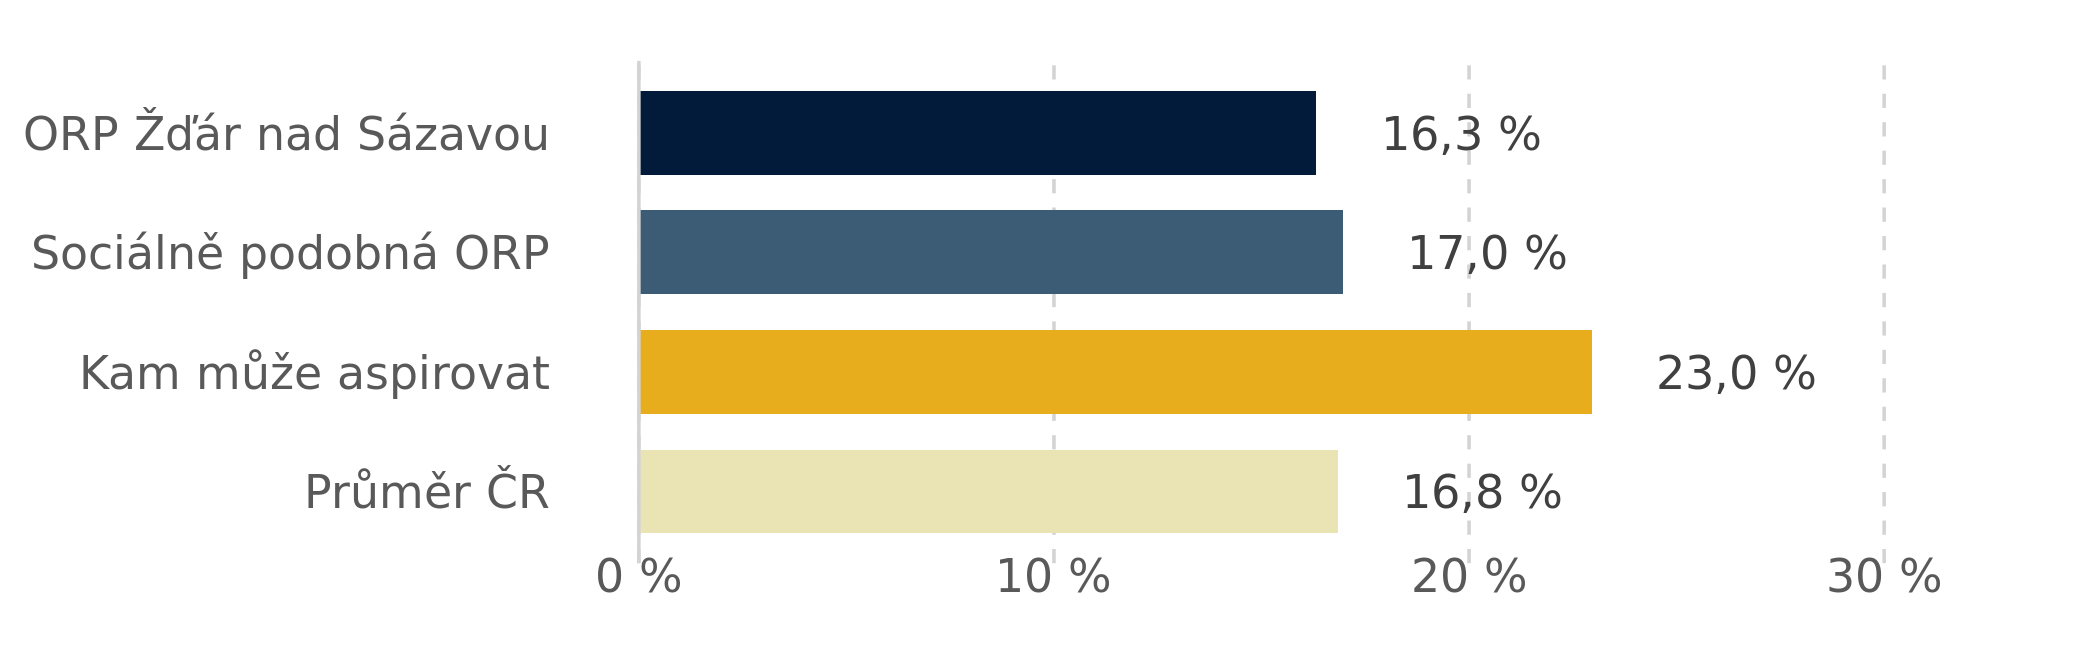 ORP Žďár nad Sázavou
16,3 %
Sociálně podobná ORP
17,0 %
Kam může aspirovat
23,0 %
Průměr ČR
16,8 %
0 %
10 %
20 %
30 %